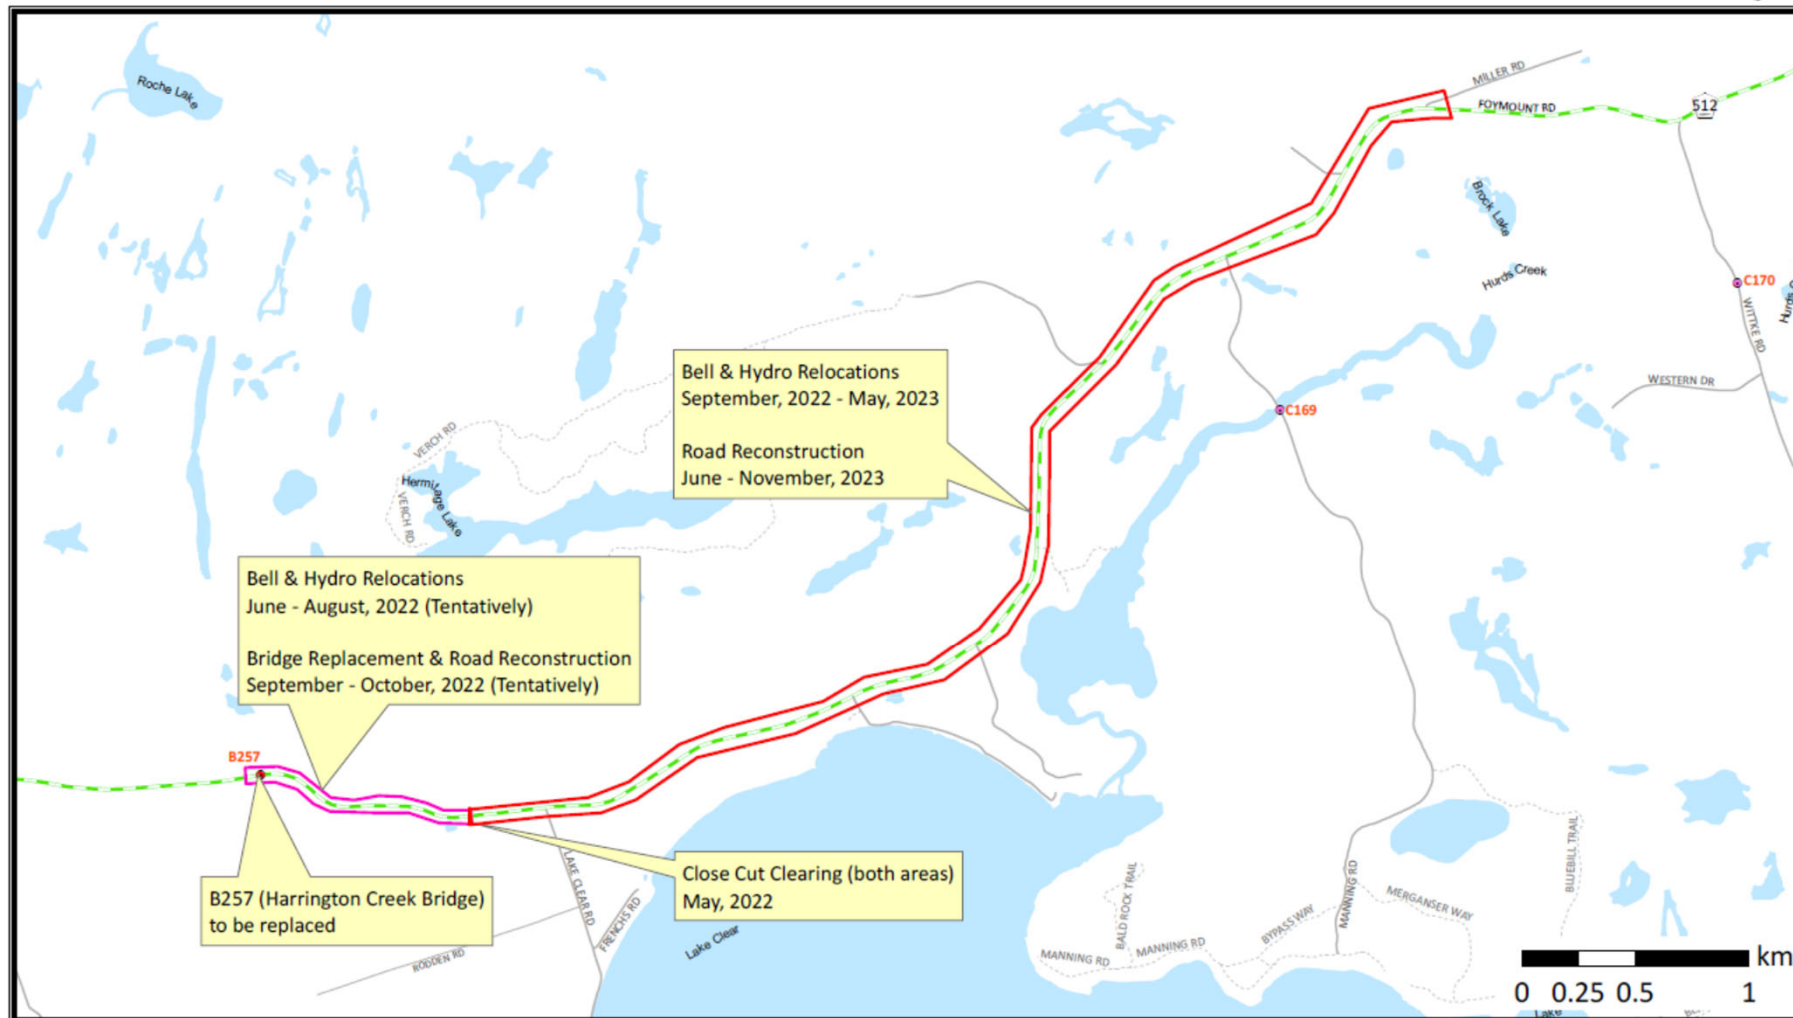 Roche Lake
MILLER RD
FOYMOUNT RD
512
Brock Lake
Hurds Creek
C170
WITTKE RD
WESTERN DR
C169
Bell & Hydro Relocations
September, 2022 - May, 2023
Road Reconstruction
June - November, 2023
VERCH RD
Hermitage Lake
VERCH RD
Bell & Hydro Relocations
June - August, 2022 (Tentatively)
Bridge Replacement & Road Reconstruction
September - October, 2022 (Tentatively)
B257
B257 (Harrington Creek Bridge)
to be replaced
Close Cut Clearing (both areas)
May, 2022
LAKE CLEAR RD
FRENCHS RD
RODDEN RD
Lake Clear
BALD ROCK TRAIL
MANNING RD
MANNING RD
BYPASS WAY
MANNING RD
MERGANSER WAY
BLUEBILL TRAIL
km
0 0.25 0.5 1
Lake